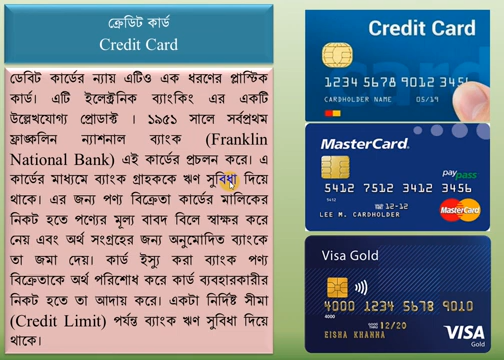 ক্রেডিট কার্ড
Credit Card
ডেবিট কার্ডের ন্যায় এটিও এক ধরণের প্লাস্টিক
কার্ড। এটি ইলেক্ট্রনিক ব্যাংকিং এর একটি
উল্লেখযোগ্য প্রোডাক্ট । ১৯৫১ সালে সর্বপ্রথম
ফ্রাঙ্কলিন ন্যাশনাল ব্যাংক (Franklin
National Bank) এই কার্ডের প্রচলন করে। এ
কার্ডের মাধ্যমে ব্যাংক গ্রাহককে ঋণ সুবিধা দিয়ে
থাকে। এর জন্য পণ্য বিক্রেতা কার্ডের মালিকের
নিকট হতে পণ্যের মূল্য বাবদ বিলে স্বাক্ষর করে
নেয় এবং অর্থ সংগ্রহের জন্য অনুমোদিত ব্যাংকে
তা জমা দেয়। কার্ড ইস্যু করা ব্যাংক পণ্য
বিক্রেতাকে অর্থ পরিশোধ করে কার্ড ব্যবহারকারীর
নিকট হতে তা আদায় করে। একটা নির্দিষ্ট সীমা
(Credit Limit) পর্যন্ত ব্যাংক ঋণ সুবিধা দিয়ে
থাকে।
Credit Card
1234 5678 9012 3456
CARDHOLDER NAME 05/19
MasterCard
paypass
5412 7512 3412 3456
12-12
LEE M. CARDHOLDER
MasterCard
Visa Gold
4000 1234 5678 9010
4000
12/20
EISHA KHANNA
VISA
Gold